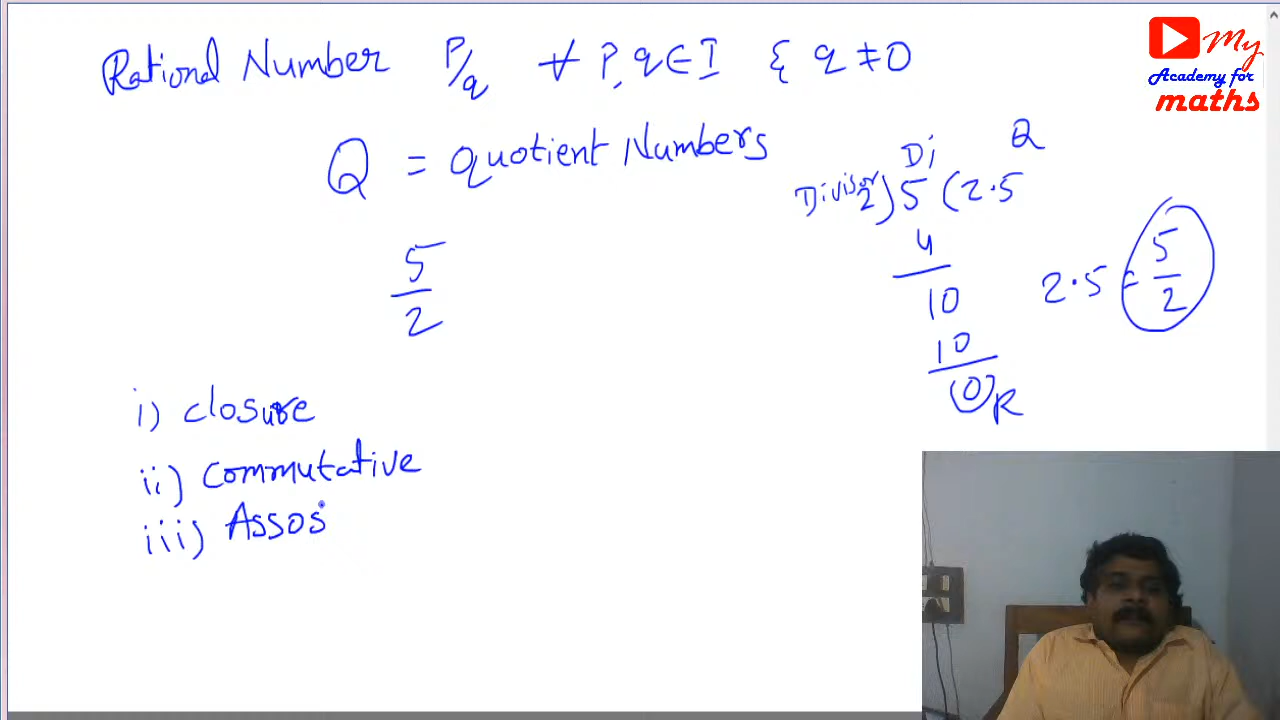 Rational Number P/q ∀ P, q ∈ I & q ≠ 0
My
Academy for
maths
Q = quotient Numbers
5
2
Divisor Di Q
2) 5 (2.5
4
10
10
0 R
2.5 = 5/2
i) closure
ii) Commutative
iii) Assos